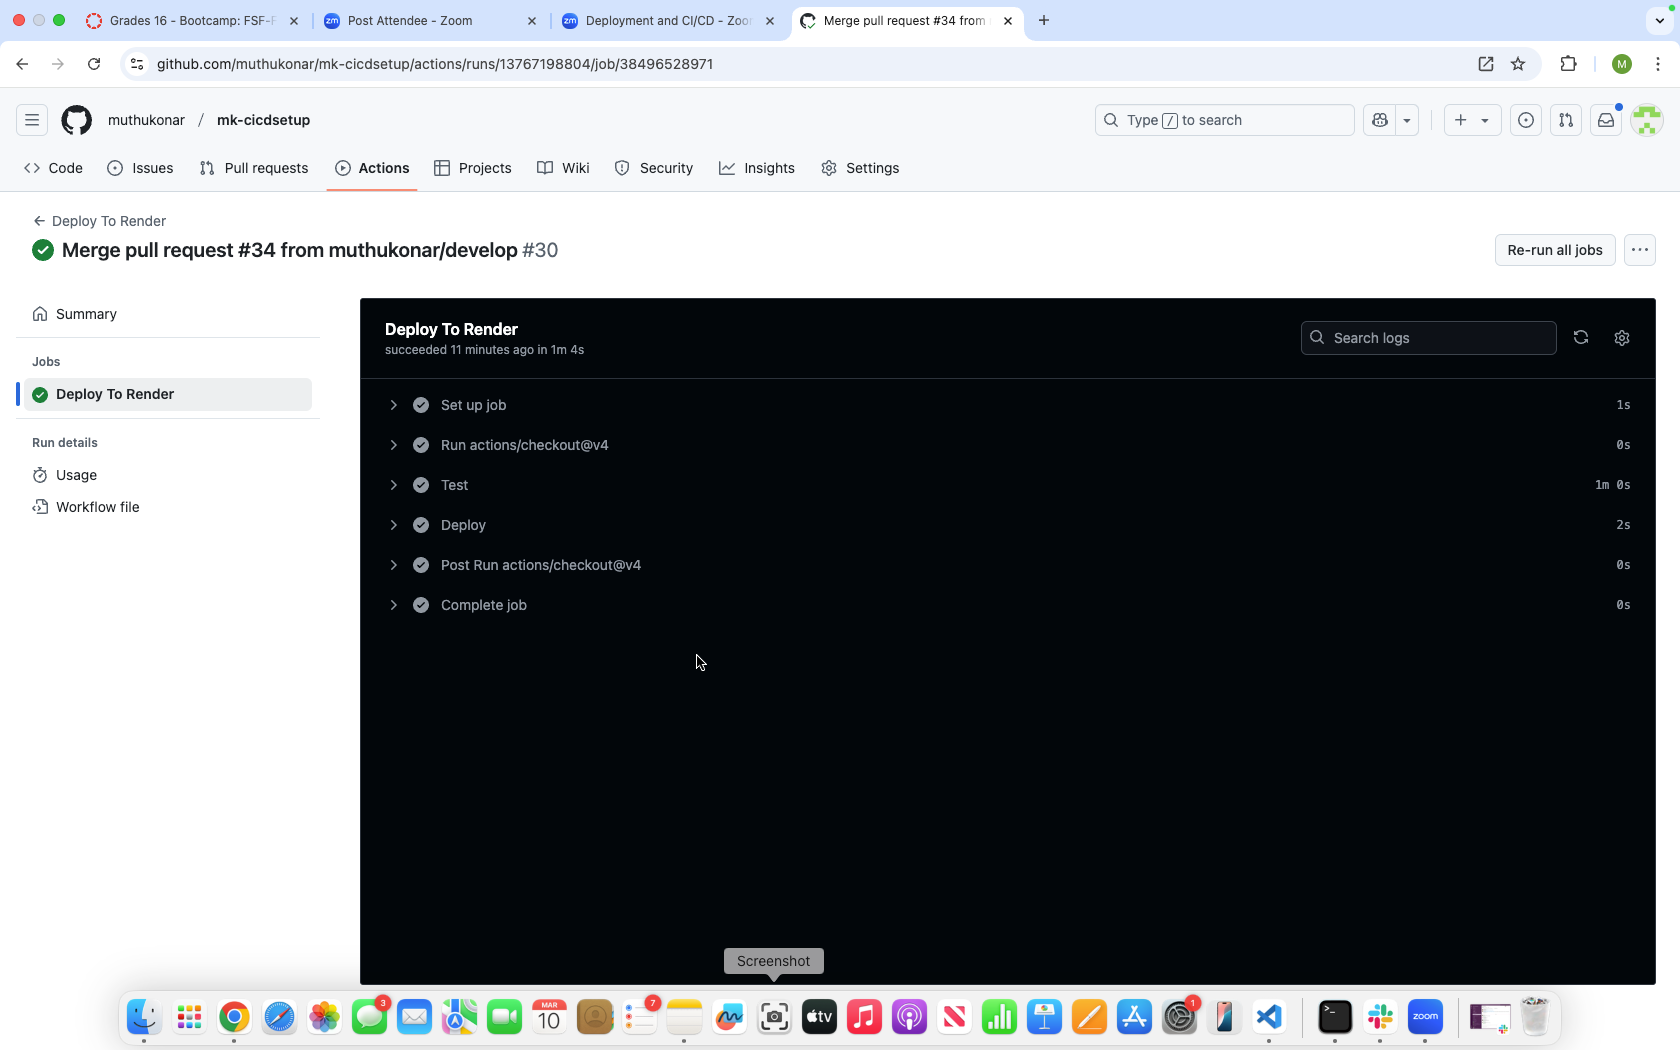 Grades 16 - Bootcamp: FSF-F
Post Attendee - Zoom
Deployment and CI/CD - Zoo
Merge pull request #34 from
github.com/muthukonar/mk-cicdsetup/actions/runs/13767198804/job/38496528971
M
muthukonar / mk-cicdsetup
Type / to search
Code
Issues
Pull requests
Actions
Projects
Wiki
Security
Insights
Settings
Deploy To Render
Merge pull request #34 from muthukonar/develop #30
Re-run all jobs
Summary
Jobs
Deploy To Render
Run details
Usage
Workflow file
Deploy To Render
succeeded 11 minutes ago in 1m 4s
Search logs
Set up job 1s
Run actions/checkout@v4 0s
Test 1m 0s
Deploy 2s
Post Run actions/checkout@v4 0s
Complete job 0s
Screenshot
3
MAR
10
7
tv
1
>_
zoom